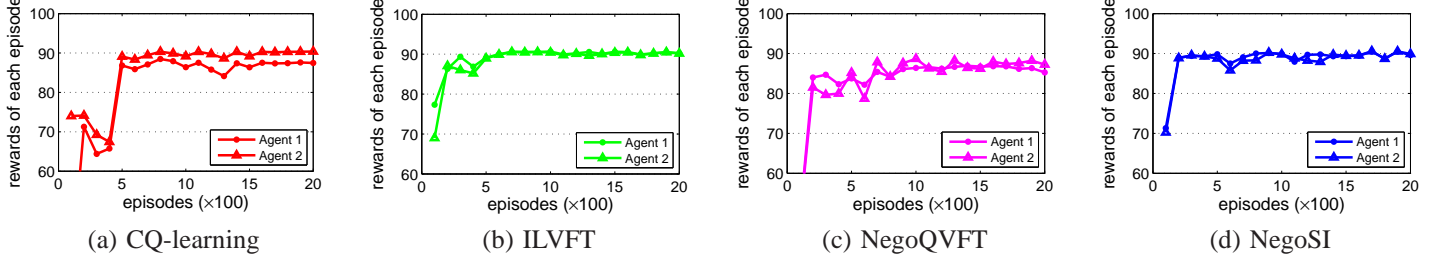 rewards of each episode
100
90
80
70
60
0
5
10
15
20
episodes (×100)
Agent 1
Agent 2
(a) CQ-learning
rewards of each episode
100
90
80
70
60
0
5
10
15
20
episodes (×100)
Agent 1
Agent 2
(b) ILVFT
rewards of each episode
100
90
80
70
60
0
5
10
15
20
episodes (×100)
Agent 1
Agent 2
(c) NegoQVFT
rewards of each episode
100
90
80
70
60
0
5
10
15
20
episodes (×100)
Agent 1
Agent 2
(d) NegoSI